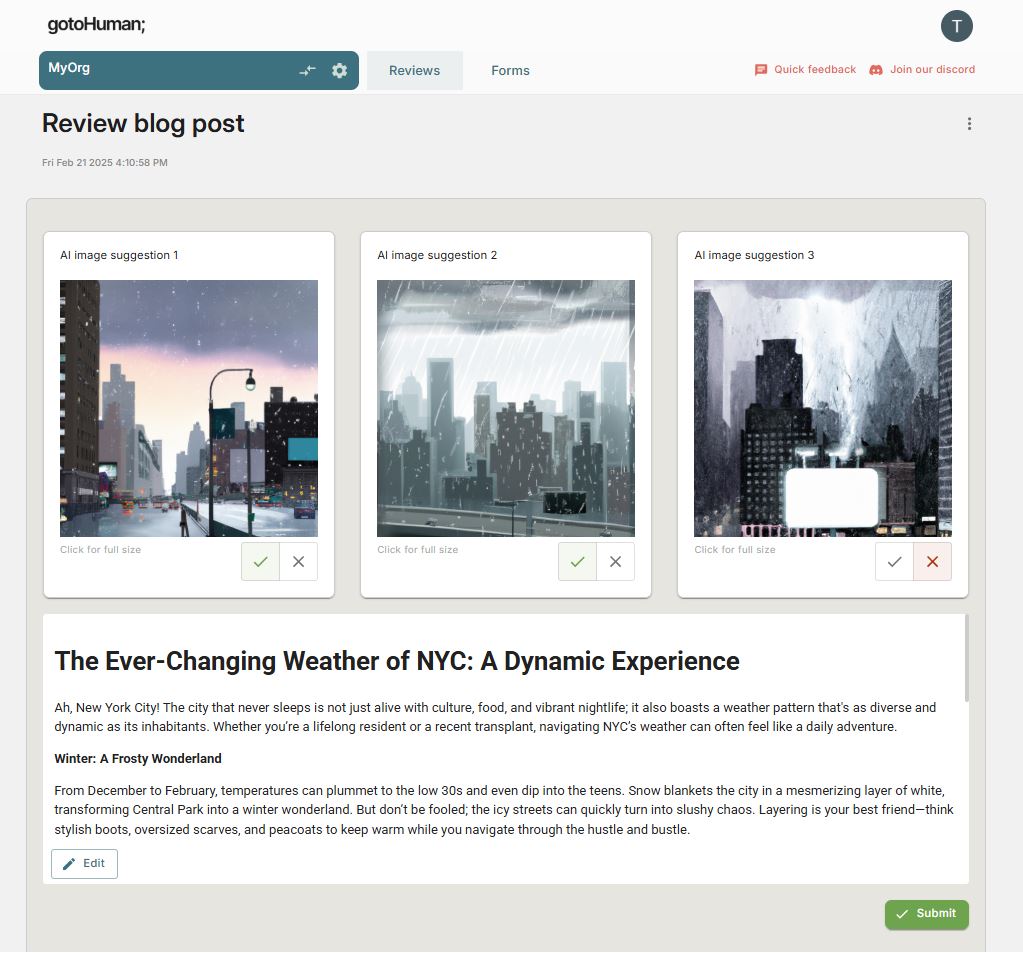 gotoHuman;
T
MyOrg
Reviews
Forms
Quick feedback
Join our discord
Review blog post
Fri Feb 21 2025 4:10:58 PM
AI image suggestion 1
AI image suggestion 2
AI image suggestion 3
Click for full size
Click for full size
Click for full size
The Ever-Changing Weather of NYC: A Dynamic Experience
Ah, New York City! The city that never sleeps is not just alive with culture, food, and vibrant nightlife; it also boasts a weather pattern that's as diverse and
dynamic as its inhabitants. Whether you're a lifelong resident or a recent transplant, navigating NYC's weather can often feel like a daily adventure.
Winter: A Frosty Wonderland
From December to February, temperatures can plummet to the low 30s and even dip into the teens. Snow blankets the city in a mesmerizing layer of white,
transforming Central Park into a winter wonderland. But don't be fooled; the icy streets can quickly turn into slushy chaos. Layering is your best friend—think
stylish boots, oversized scarves, and peacoats to keep warm while you navigate through the hustle and bustle.
Edit
Submit